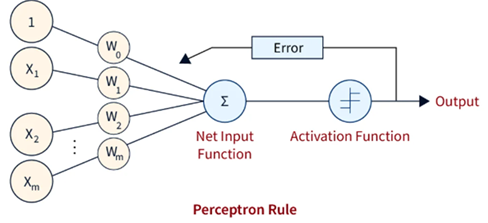 1
W0
Error
X1
W1
Σ
Output
X2
W2
Net Input
Function
Activation Function
⋮
Wm
Xm
Perceptron Rule